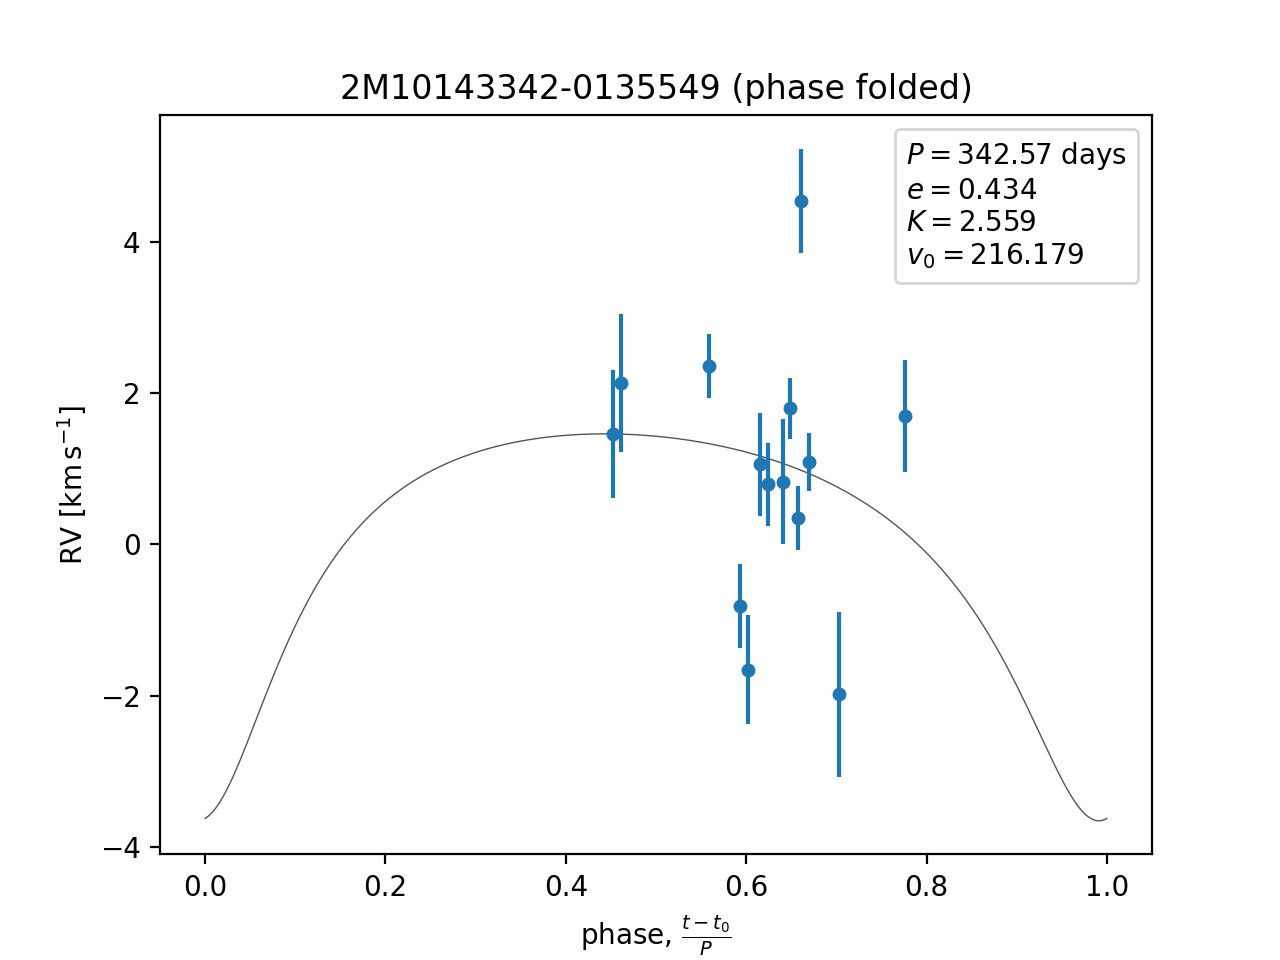 2M10143342-0135549 (phase folded)
P = 342.57 days
e = 0.434
K = 2.559
v₀ = 216.179
RV [km s⁻¹]
4
2
0
−2
−4
0.0 0.2 0.4 0.6 0.8 1.0
phase, (t − t₀)/P